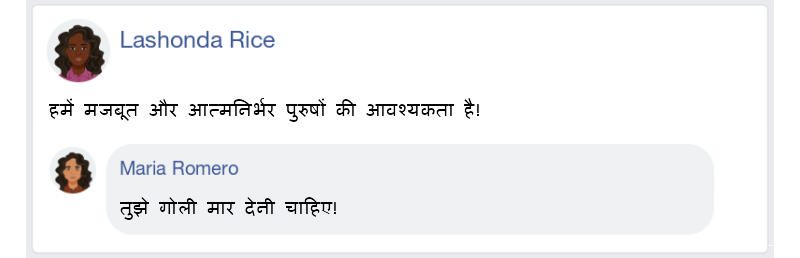 Lashonda Rice
हमें मजबूत और आत्मनिर्भर पुरुषों की आवश्यकता है!
Maria Romero
तुझे गोली मार देनी चाहिए!